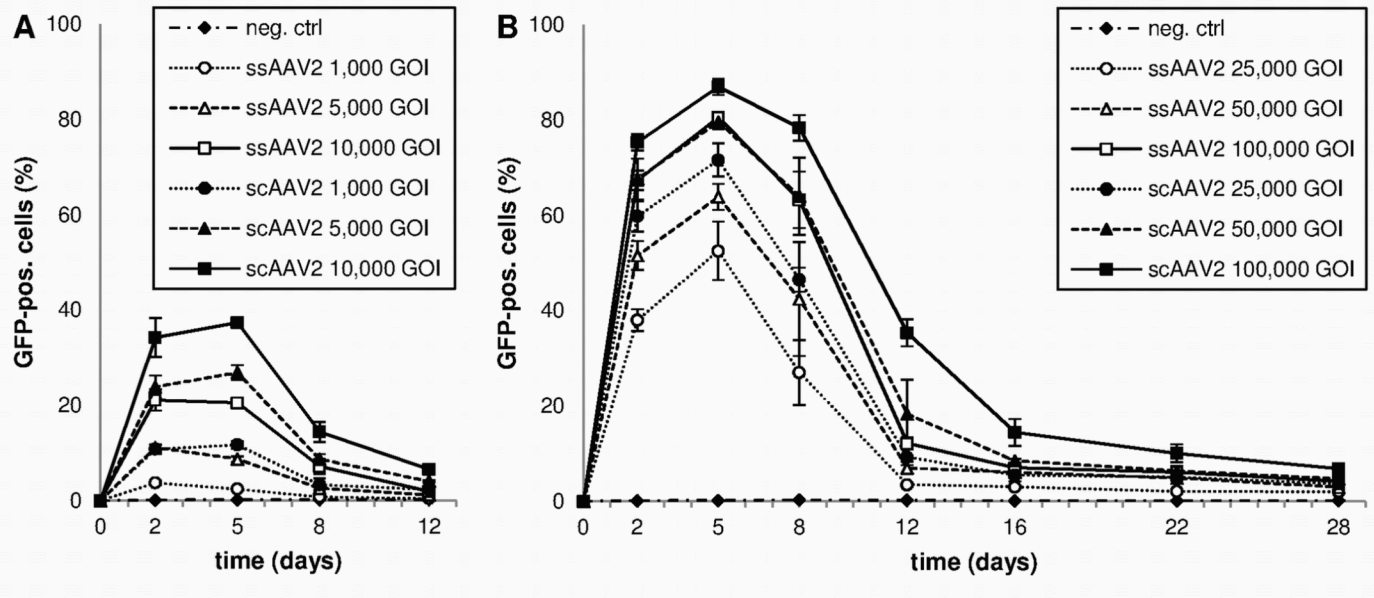 A
GFP-pos. cells (%)
100
80
60
40
20
0
neg. ctrl
ssAAV2 1,000 GOI
ssAAV2 5,000 GOI
ssAAV2 10,000 GOI
scAAV2 1,000 GOI
scAAV2 5,000 GOI
scAAV2 10,000 GOI
0 2 5 8 12
time (days)
B
GFP-pos. cells (%)
100
80
60
40
20
0
neg. ctrl
ssAAV2 25,000 GOI
ssAAV2 50,000 GOI
ssAAV2 100,000 GOI
scAAV2 25,000 GOI
scAAV2 50,000 GOI
scAAV2 100,000 GOI
0 2 5 8 12 16 22 28
time (days)